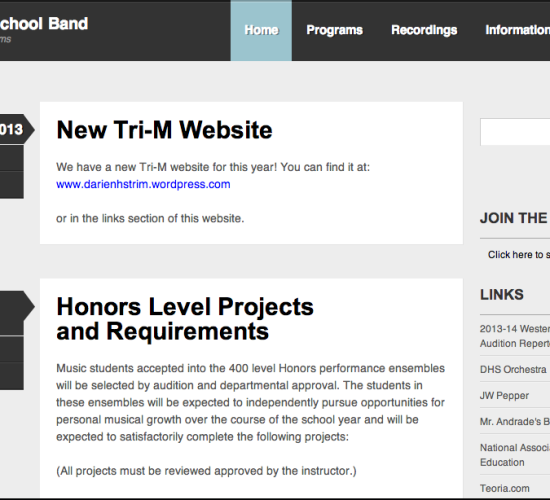 chool Band
ms
Home
Programs
Recordings
Information
013
New Tri-M Website
We have a new Tri-M website for this year! You can find it at:
www.darienhstrim.wordpress.com
or in the links section of this website.
Honors Level Projects
and Requirements
Music students accepted into the 400 level Honors performance ensembles
will be selected by audition and departmental approval. The students in
these ensembles will be expected to independently pursue opportunities for
personal musical growth over the course of the school year and will be
expected to satisfactorily complete the following projects:
(All projects must be reviewed approved by the instructor.)
JOIN THE
Click here to s
LINKS
2013-14 Wester
Audition Reperto
DHS Orchestra
JW Pepper
Mr. Andrade's B
National Associa
Education
Teoria.com